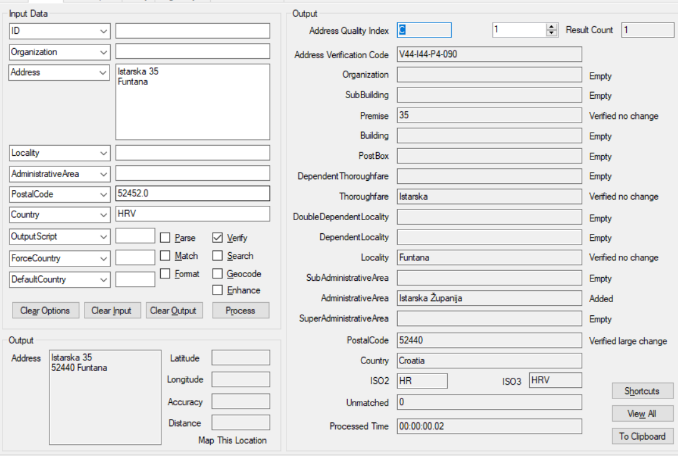 Input Data
ID
Organization
Address
Istarska 35
Funtana
Locality
AdministrativeArea
PostalCode 52452.0
Country HRV
OutputScript Parse Verify
ForceCountry Match Search
DefaultCountry Format Geocode
Enhance
Clear Options Clear Input Clear Output Process
Output
Address
Istarska 35
52440 Funtana
Latitude
Longitude
Accuracy
Distance
Map This Location
Output
Address Quality Index C 1 Result Count 1
Address Verification Code V44-I44-P4-090
Organization Empty
SubBuilding Empty
Premise 35 Verified no change
Building Empty
PostBox Empty
DependentThoroughfare Empty
Thoroughfare Istarska Verified no change
DoubleDependentLocality Empty
DependentLocality Empty
Locality Funtana Verified no change
SubAdministrativeArea Empty
AdministrativeArea Istarska Županija Added
SuperAdministrativeArea Empty
PostalCode 52440 Verified large change
Country Croatia
ISO2 HR ISO3 HRV
Unmatched 0
Processed Time 00:00:00.02
Shortcuts
View All
To Clipboard